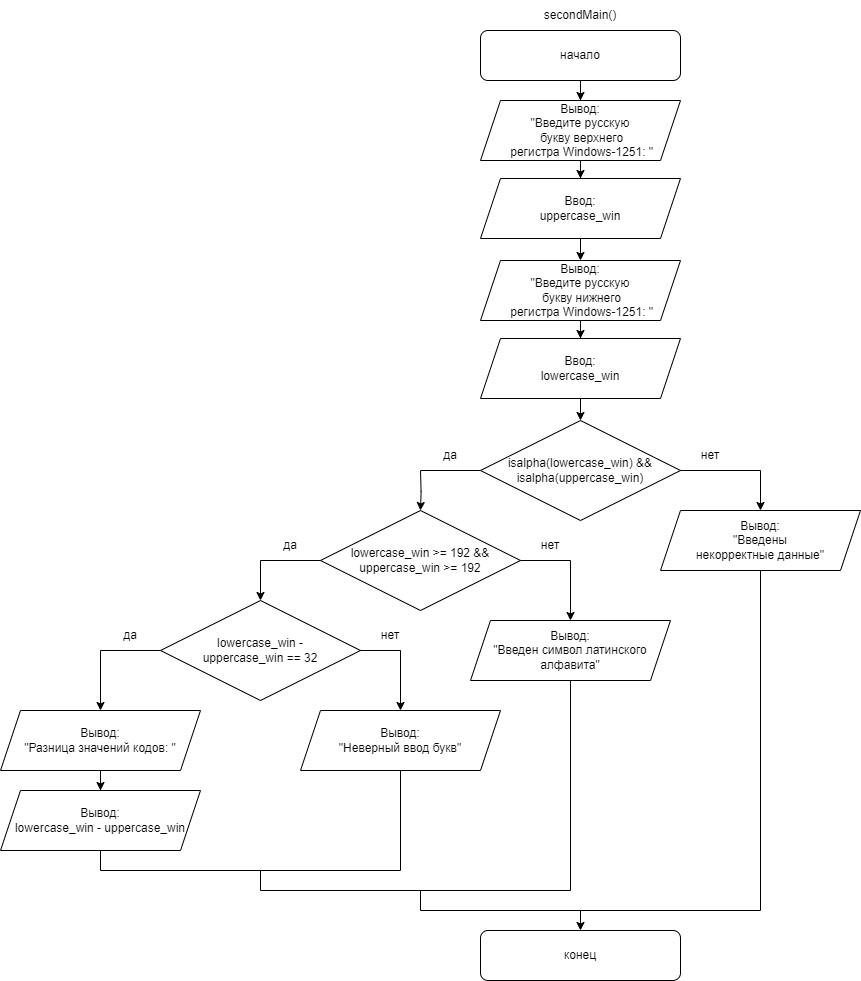 secondMain()
начало
Вывод:
"Введите русскую
букву верхнего
регистра Windows-1251: "
Ввод:
uppercase_win
Вывод:
"Введите русскую
букву нижнего
регистра Windows-1251: "
Ввод:
lowercase_win
да
isalpha(lowercase_win) &&
isalpha(uppercase_win)
нет
да
lowercase_win >= 192 &&
uppercase_win >= 192
нет
Вывод:
"Введены
некорректные данные"
да
lowercase_win -
uppercase_win == 32
нет
Вывод:
"Введен символ латинского
алфавита"
Вывод:
"Разница значений кодов: "
Вывод:
"Неверный ввод букв"
Вывод:
lowercase_win - uppercase_win
конец